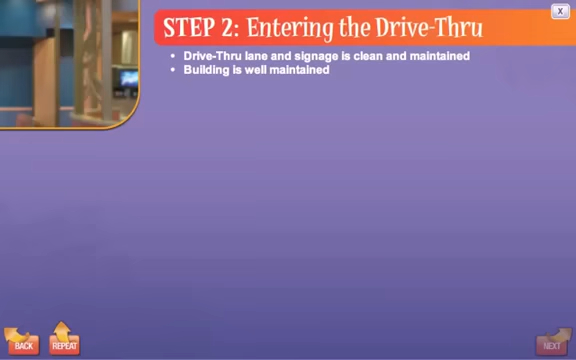 X
STEP 2: Entering the Drive-Thru
• Drive-Thru lane and signage is clean and maintained
• Building is well maintained
BACK
REPEAT
NEXT